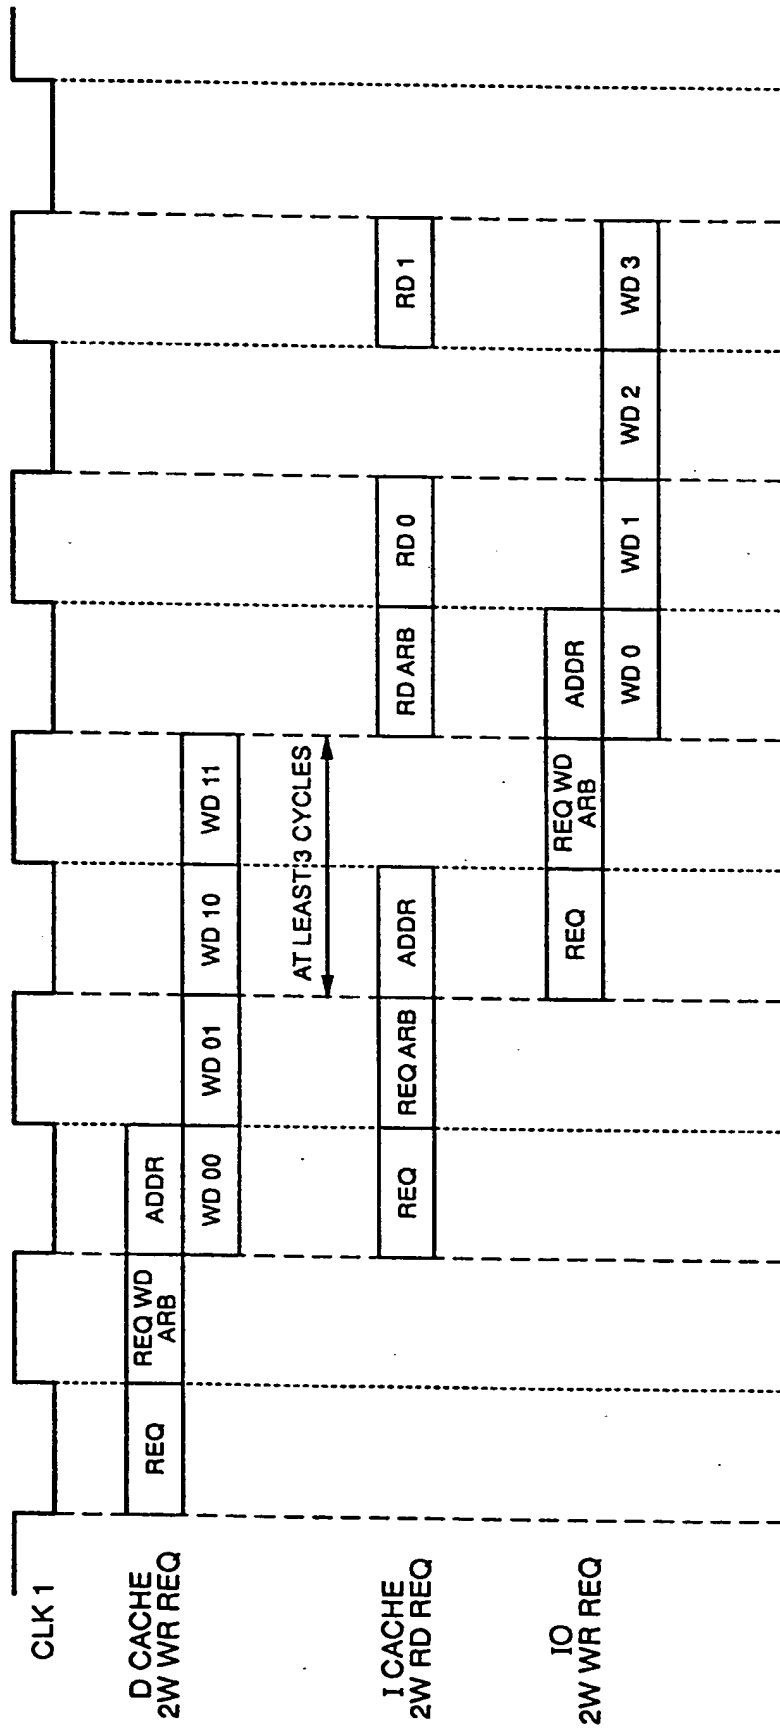 CLK 1
D CACHE
2W WR REQ
REQ
REQ WD
ARB
ADDR
WD 00
WD 01
WD 10
WD 11
AT LEAST 3 CYCLES
I CACHE
2W RD REQ
REQ
REQ ARB
ADDR
RD ARB
RD 0
RD 1
IO
2W WR REQ
REQ
REQ WD
ARB
ADDR
WD 0
WD 1
WD 2
WD 3